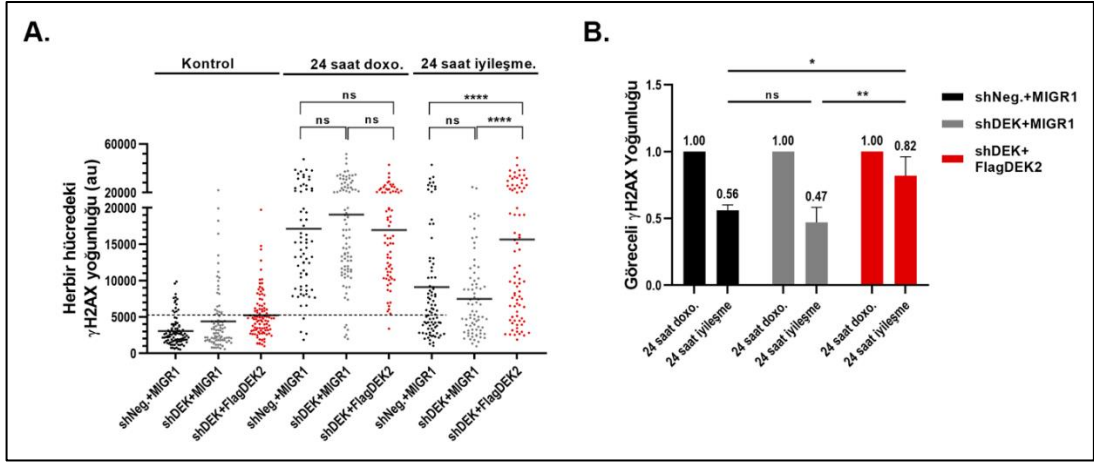 A.
Kontrol
24 saat doxo.
24 saat iyileşme.
ns
****
ns
ns
ns
****
Herbir hücredeki
γH2AX yoğunluğu (au)
60000
40000
20000
20000
15000
10000
5000
0
shNeg.+MIGR1
shDEK+MIGR1
shDEK+FlagDEK2
shNeg.+MIGR1
shDEK+MIGR1
shDEK+FlagDEK2
shNeg.+MIGR1
shDEK+MIGR1
shDEK+FlagDEK2
B.
*
ns
**
Göreceli γH2AX Yoğunluğu
1.5
1.0
0.5
0.0
1.00
0.56
1.00
0.47
1.00
0.82
24 saat doxo.
24 saat iyileşme
24 saat doxo.
24 saat iyileşme
24 saat doxo.
24 saat iyileşme
shNeg.+MIGR1
shDEK+MIGR1
shDEK+
FlagDEK2